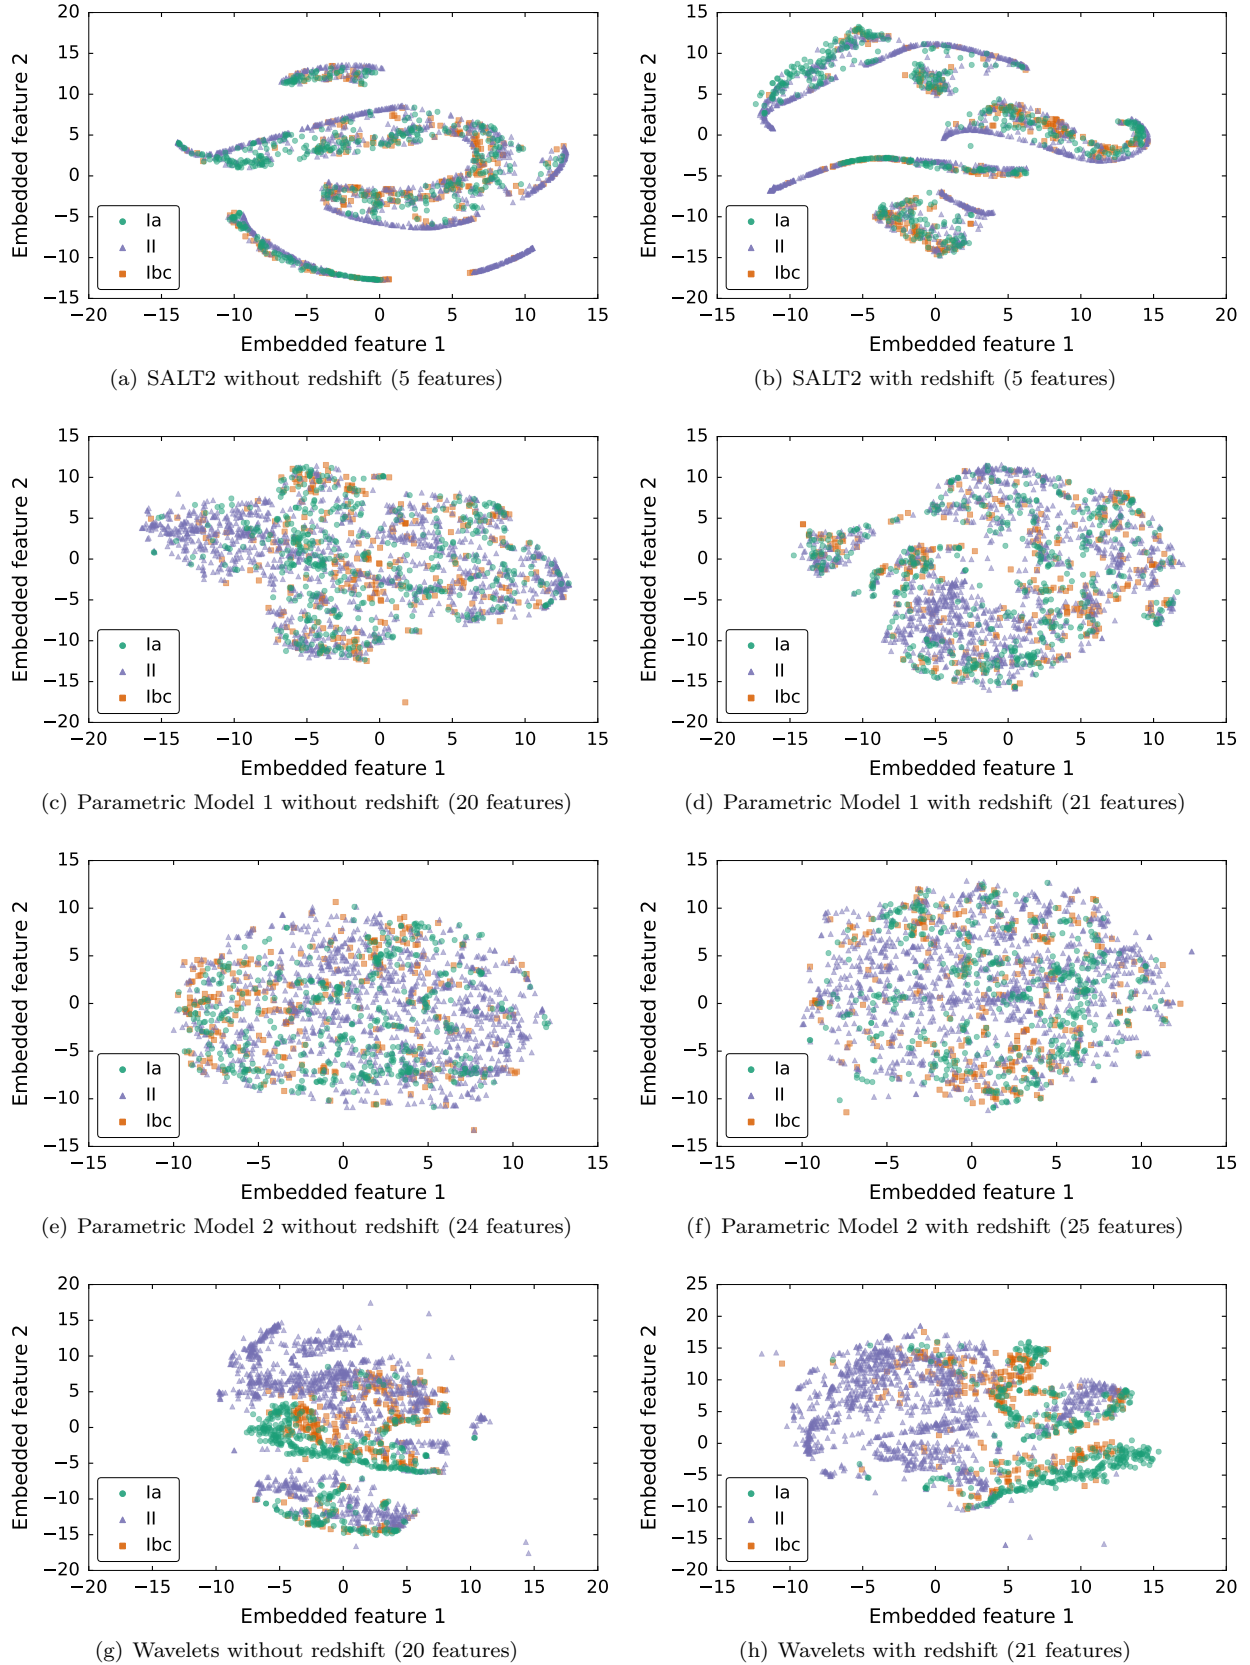 20
15
10
5
0
−5
−10
−15
−20
−15
−10
−5
0
5
10
15
Embedded feature 2
Embedded feature 1
Ia
II
Ibc
(a) SALT2 without redshift (5 features)
15
10
5
0
−5
−10
−15
−20
−15
−10
−5
0
5
10
15
20
Embedded feature 2
Embedded feature 1
Ia
II
Ibc
(b) SALT2 with redshift (5 features)
15
10
5
0
−5
−10
−15
−20
−20
−15
−10
−5
0
5
10
15
Embedded feature 2
Embedded feature 1
Ia
II
Ibc
(c) Parametric Model 1 without redshift (20 features)
15
10
5
0
−5
−10
−15
−20
−15
−10
−5
0
5
10
15
Embedded feature 2
Embedded feature 1
Ia
II
Ibc
(d) Parametric Model 1 with redshift (21 features)
15
10
5
0
−5
−10
−15
−15
−10
−5
0
5
10
15
Embedded feature 2
Embedded feature 1
Ia
II
Ibc
(e) Parametric Model 2 without redshift (24 features)
15
10
5
0
−5
−10
−15
−15
−10
−5
0
5
10
15
Embedded feature 2
Embedded feature 1
Ia
II
Ibc
(f) Parametric Model 2 with redshift (25 features)
20
15
10
5
0
−5
−10
−15
−20
−20
−15
−10
−5
0
5
10
15
20
Embedded feature 2
Embedded feature 1
Ia
II
Ibc
(g) Wavelets without redshift (20 features)
25
20
15
10
5
0
−5
−10
−15
−20
−15
−10
−5
0
5
10
15
20
Embedded feature 2
Embedded feature 1
Ia
II
Ibc
(h) Wavelets with redshift (21 features)